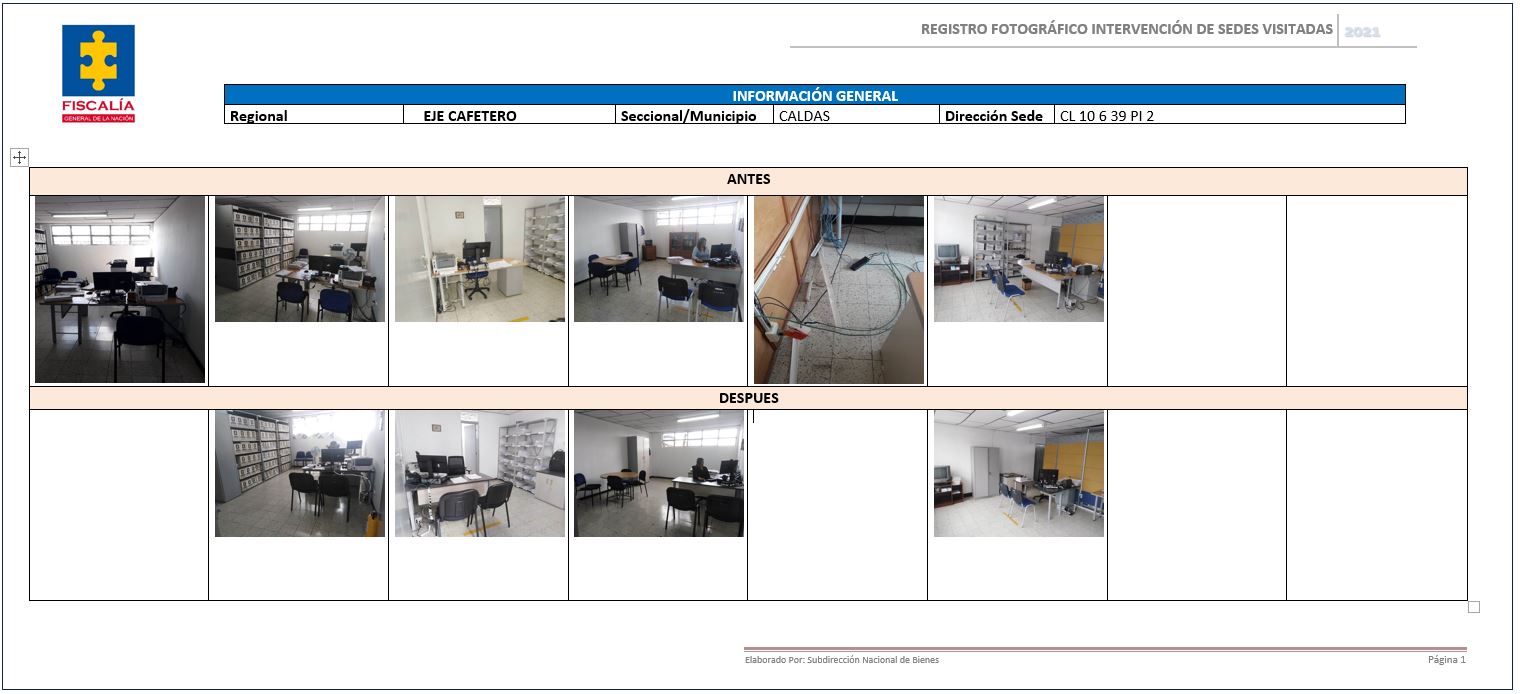 REGISTRO FOTOGRÁFICO INTERVENCIÓN DE SEDES VISITADAS 2021
FISCALÍA
GENERAL DE LA NACIÓN
INFORMACIÓN GENERAL
Regional EJE CAFETERO Seccional/Municipio CALDAS Dirección Sede CL 10 6 39 PI 2
ANTES
DESPUES
Elaborado Por: Subdirección Nacional de Bienes Página 1